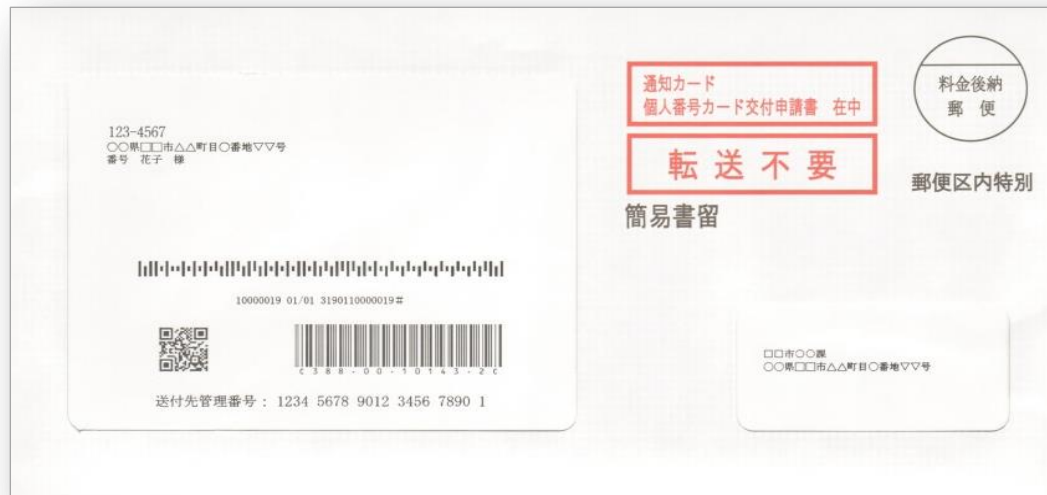 123-4567
○○県□□市△△町目○番地▽▽号
番号 花子 様
10000019 01/01 3190110000019#
C388-00-10143-2C
送付先管理番号: 1234 5678 9012 3456 7890 1
通知カード
個人番号カード交付申請書 在中
転送不要
簡易書留
料金後納
郵便
郵便区内特別
□□市○○課
○○県□□市△△町目○番地▽▽号